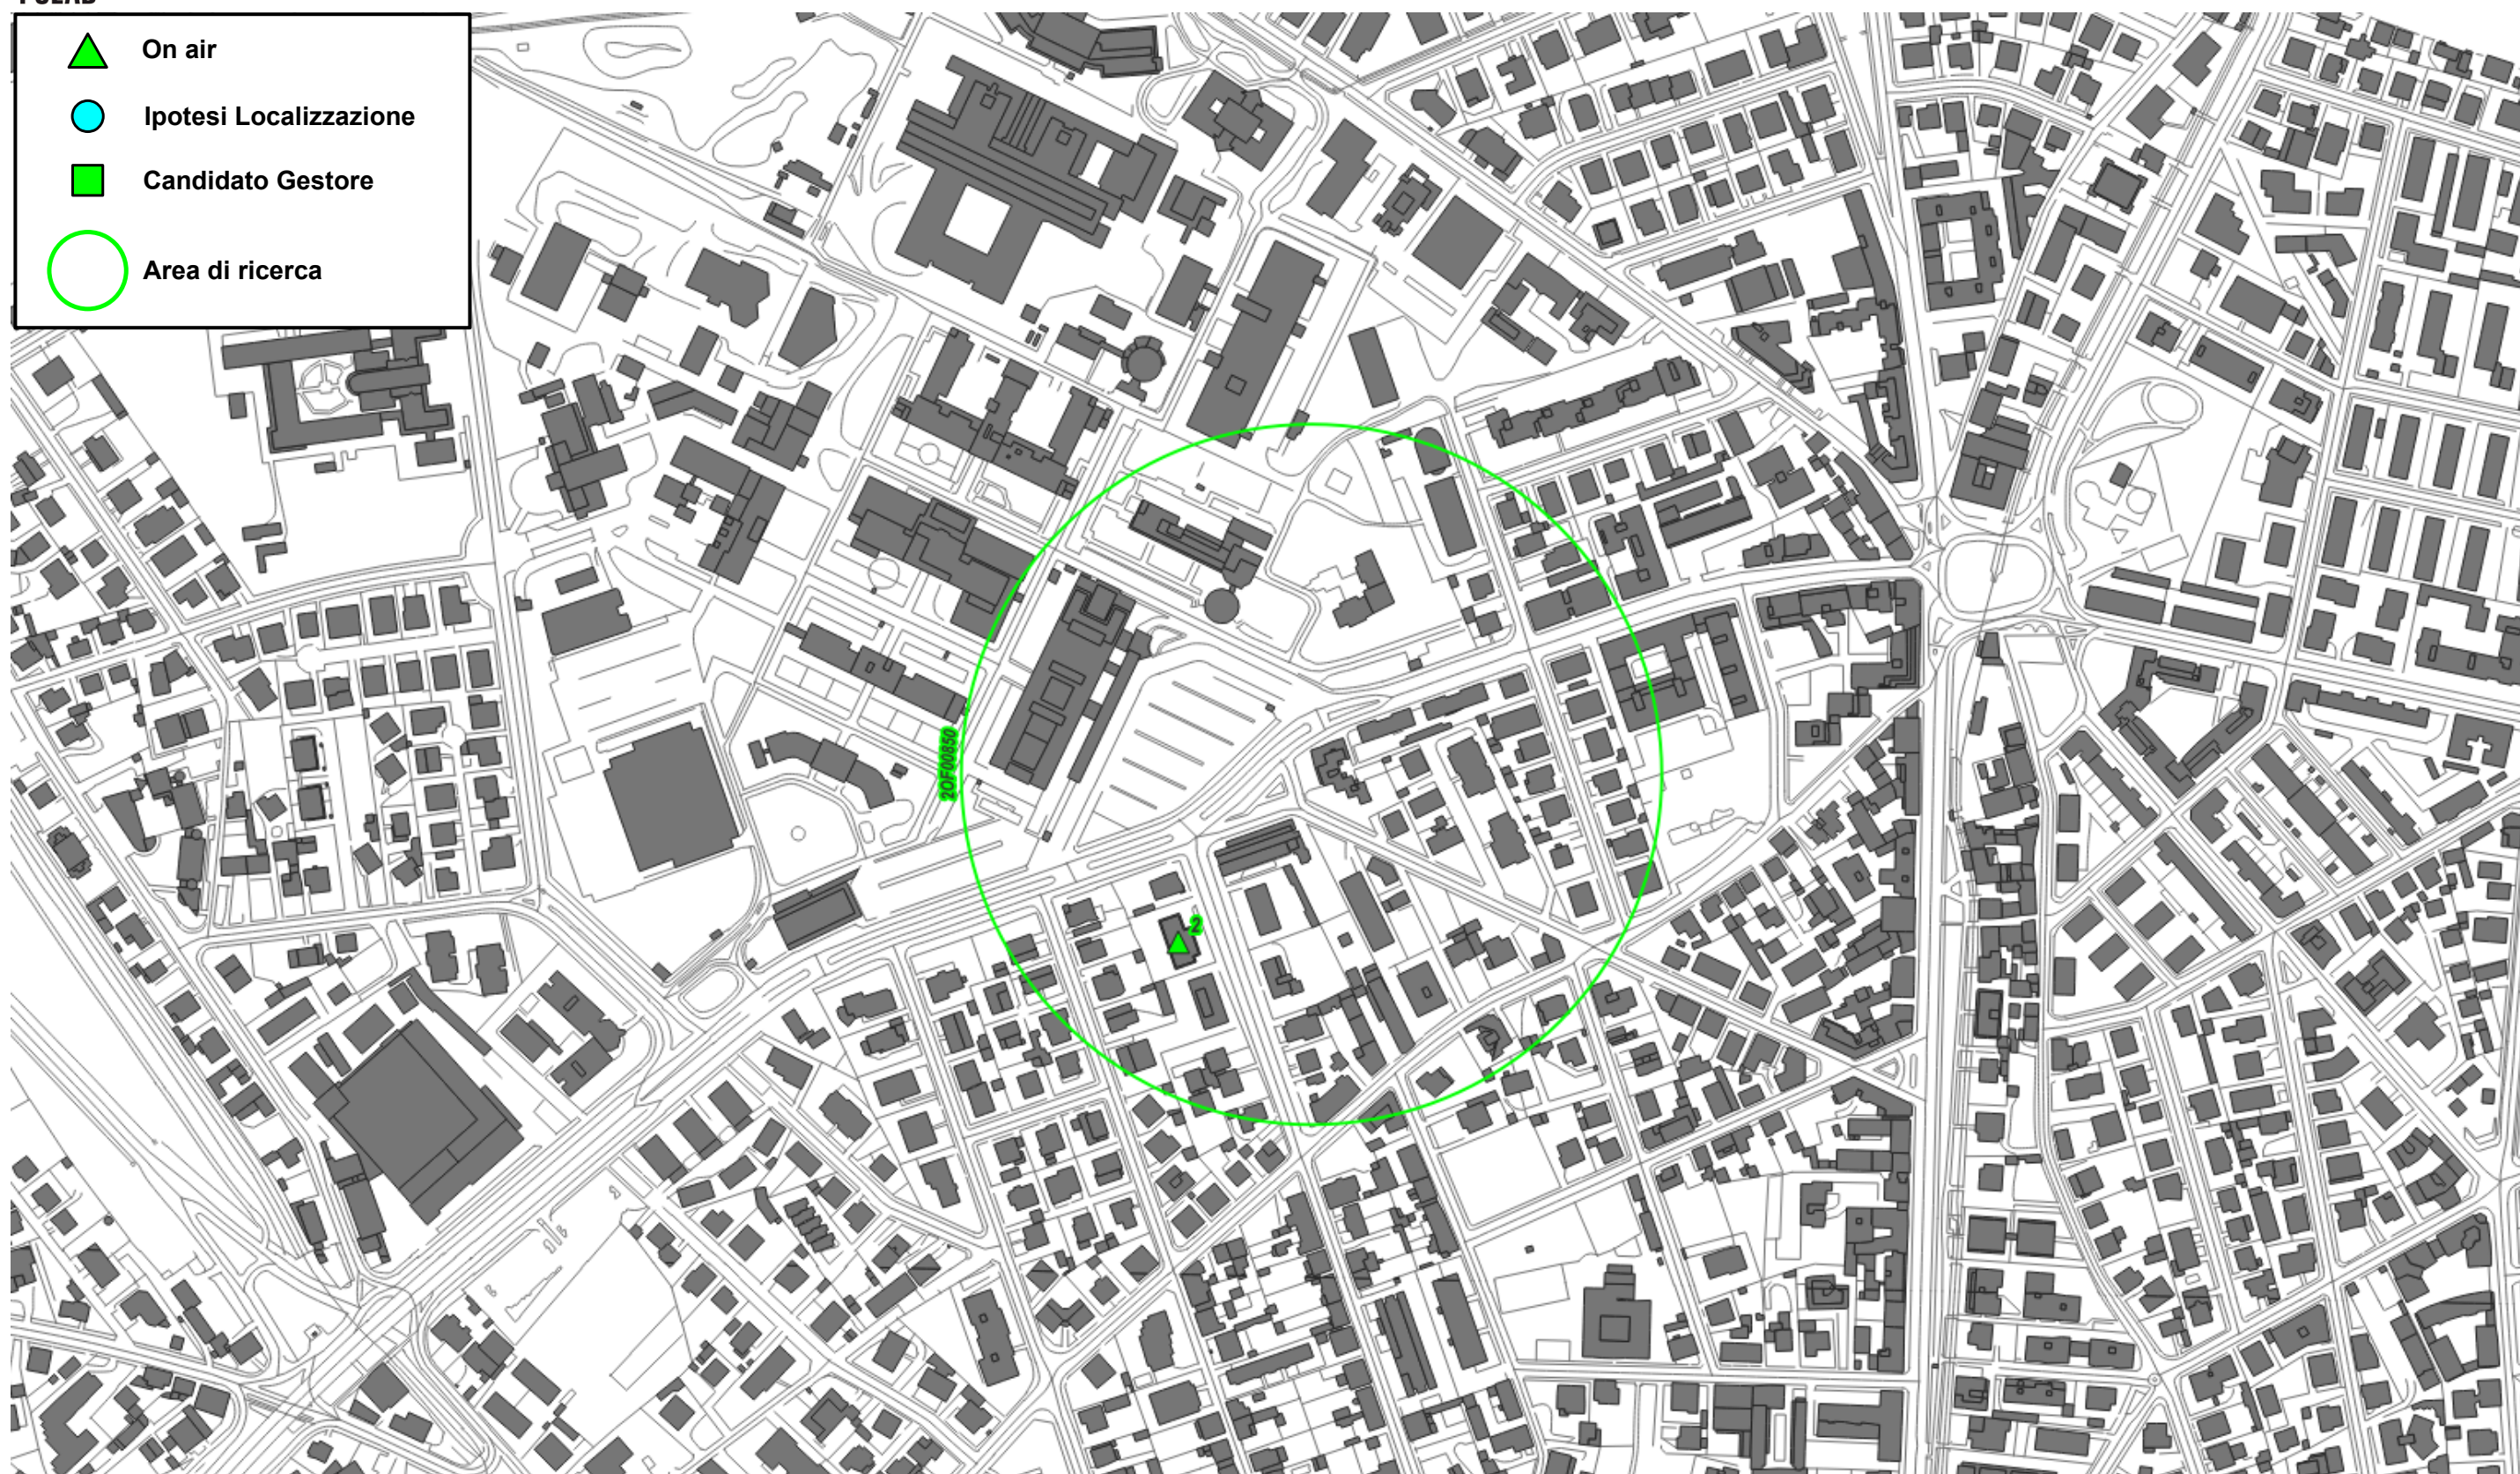 On air
Ipotesi Localizzazione
Candidato Gestore
Area di ricerca
2OF00850
2